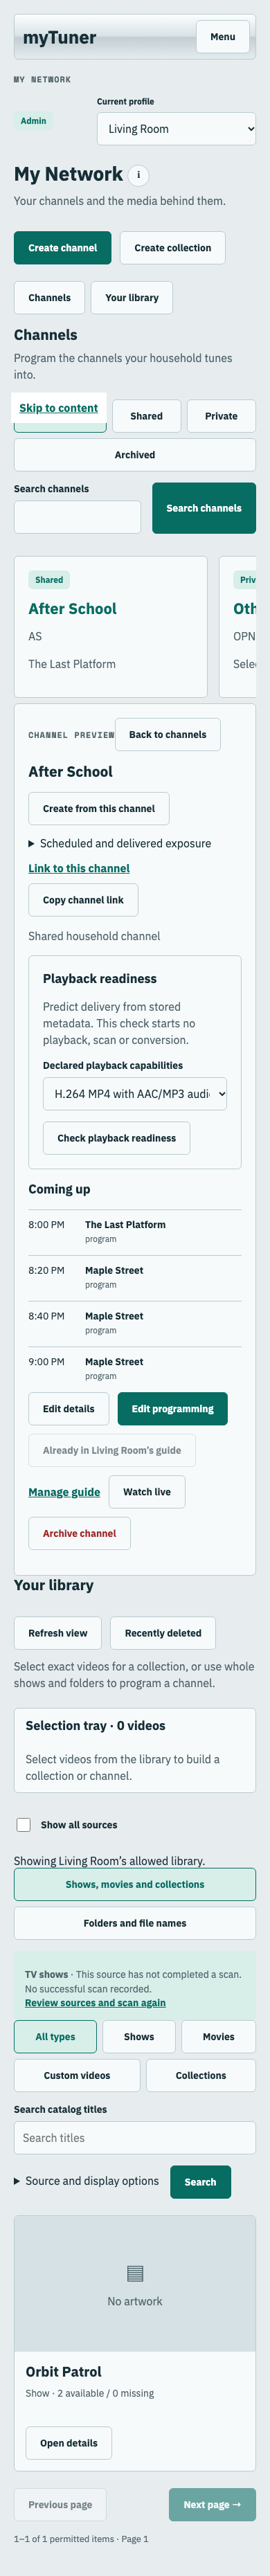 myTuner
Menu
MY NETWORK
Admin
Current profile
Living Room
My Network
i
Your channels and the media behind them.
Create channel
Create collection
Channels
Your library
Channels
Program the channels your household tunes
into.
Skip to content
Shared
Private
Archived
Search channels
Search channels
Shared
After School
AS
The Last Platform
OPN
CHANNEL PREVIEW
Back to channels
After School
Create from this channel
▶ Scheduled and delivered exposure
Link to this channel
Copy channel link
Shared household channel
Playback readiness
Predict delivery from stored
metadata. This check starts no
playback, scan or conversion.
Declared playback capabilities
H.264 MP4 with AAC/MP3 audi
Check playback readiness
Coming up
8:00 PM
The Last Platform
program
8:20 PM
Maple Street
program
8:40 PM
Maple Street
program
9:00 PM
Maple Street
program
Edit details
Edit programming
Already in Living Room's guide
Manage guide
Watch live
Archive channel
Your library
Refresh view
Recently deleted
Select exact videos for a collection, or use whole
shows and folders to program a channel.
Selection tray · 0 videos
Select videos from the library to build a
collection or channel.
Show all sources
Showing Living Room's allowed library.
Shows, movies and collections
Folders and file names
TV shows · This source has not completed a scan.
No successful scan recorded.
Review sources and scan again
All types
Shows
Movies
Custom videos
Collections
Search catalog titles
Search titles
▶ Source and display options
Search
No artwork
Orbit Patrol
Show · 2 available / 0 missing
Open details
Previous page
Next page →
1–1 of 1 permitted items · Page 1